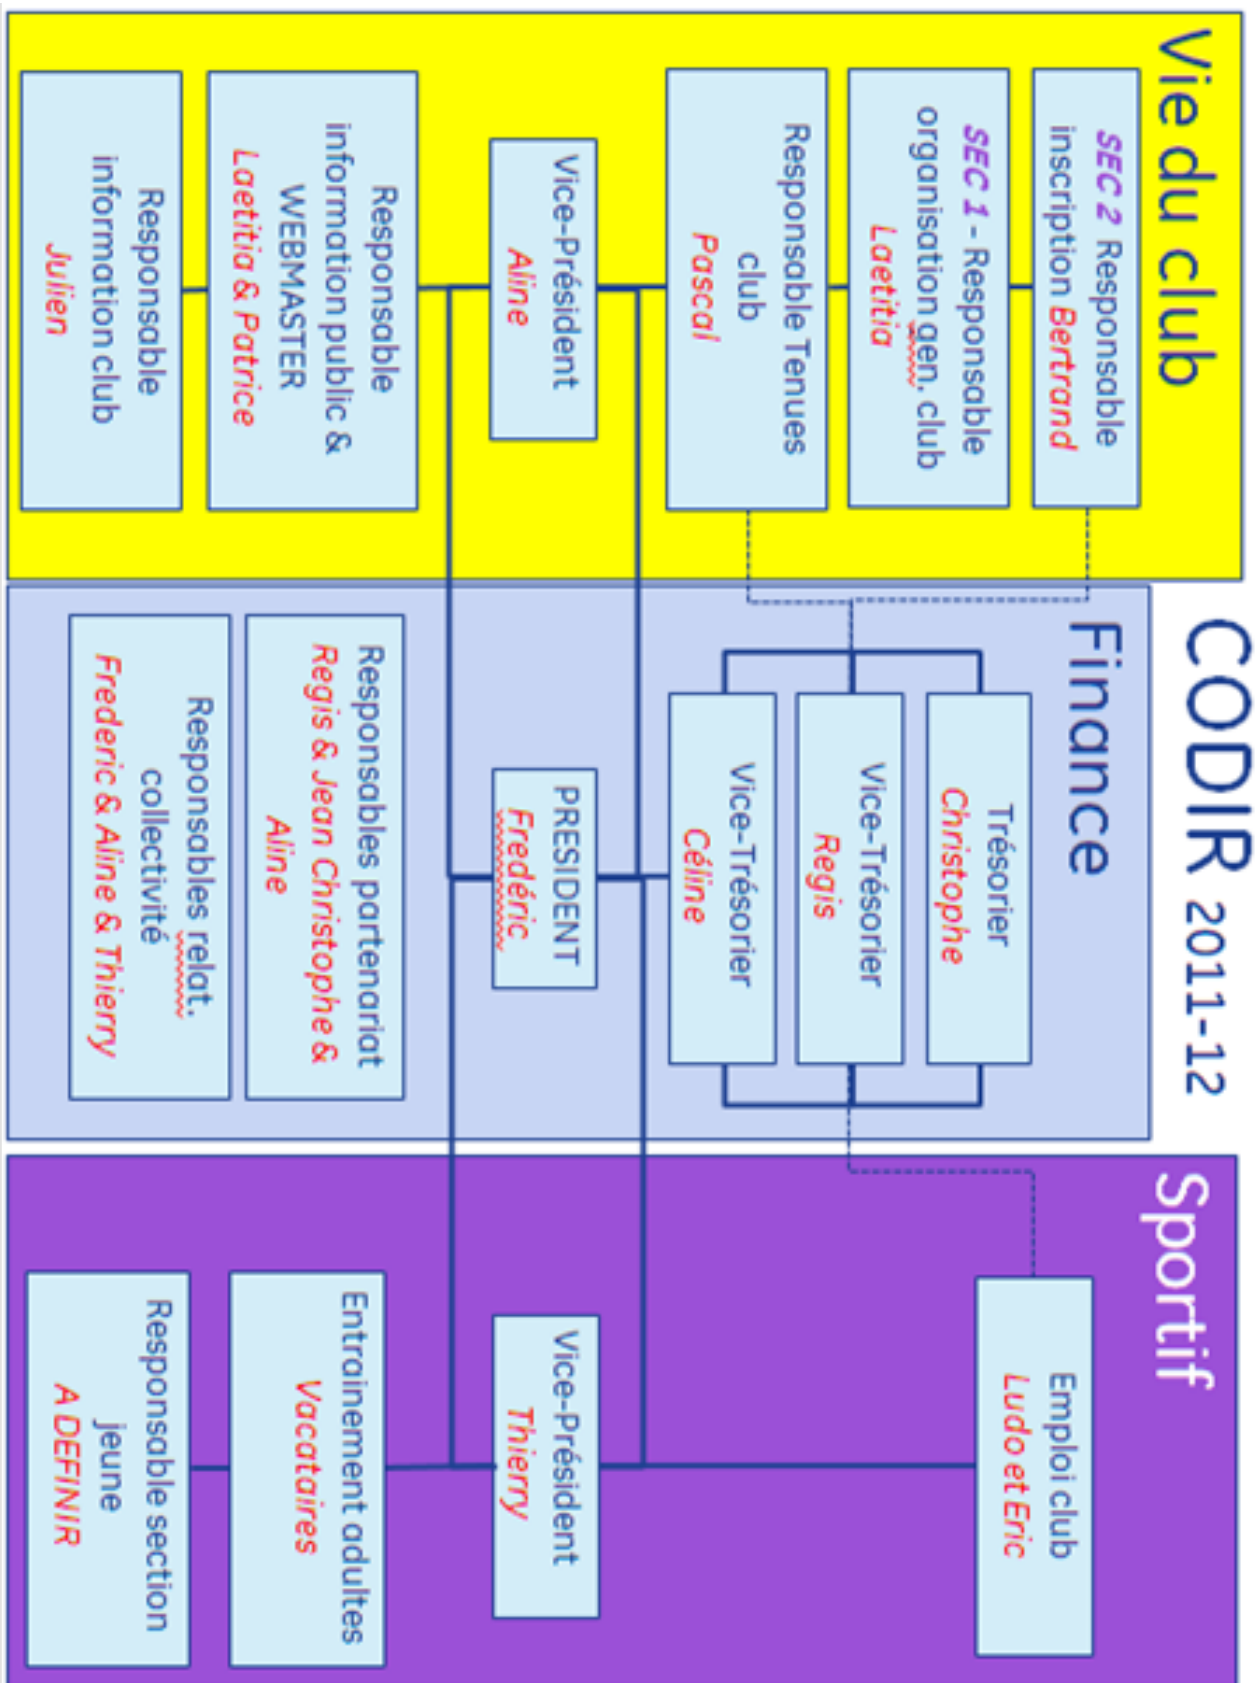 CODIR 2011-12
Vie du club
SEC 2 Responsable
inscription Bertrand
SEC 1 - Responsable
organisation gen. club
Laetitia
Responsable Tenues
club
Pascal
Vice-Président
Aline
Responsable
information public &
WEBMASTER
Laetitia & Patrice
Responsable
information club
Julien
Finance
Trésorier
Christophe
Vice-Trésorier
Regis
Vice-Trésorier
Céline
PRESIDENT
Frédéric
Responsables partenariat
Regis & Jean Christophe &
Aline
Responsables relat.
collectivité
Frederic & Aline & Thierry
Sportif
Emploi club
Ludo et Eric
Vice-Président
Thierry
Entrainement adultes
Vacataires
Responsable section
jeune
A DEFINIR